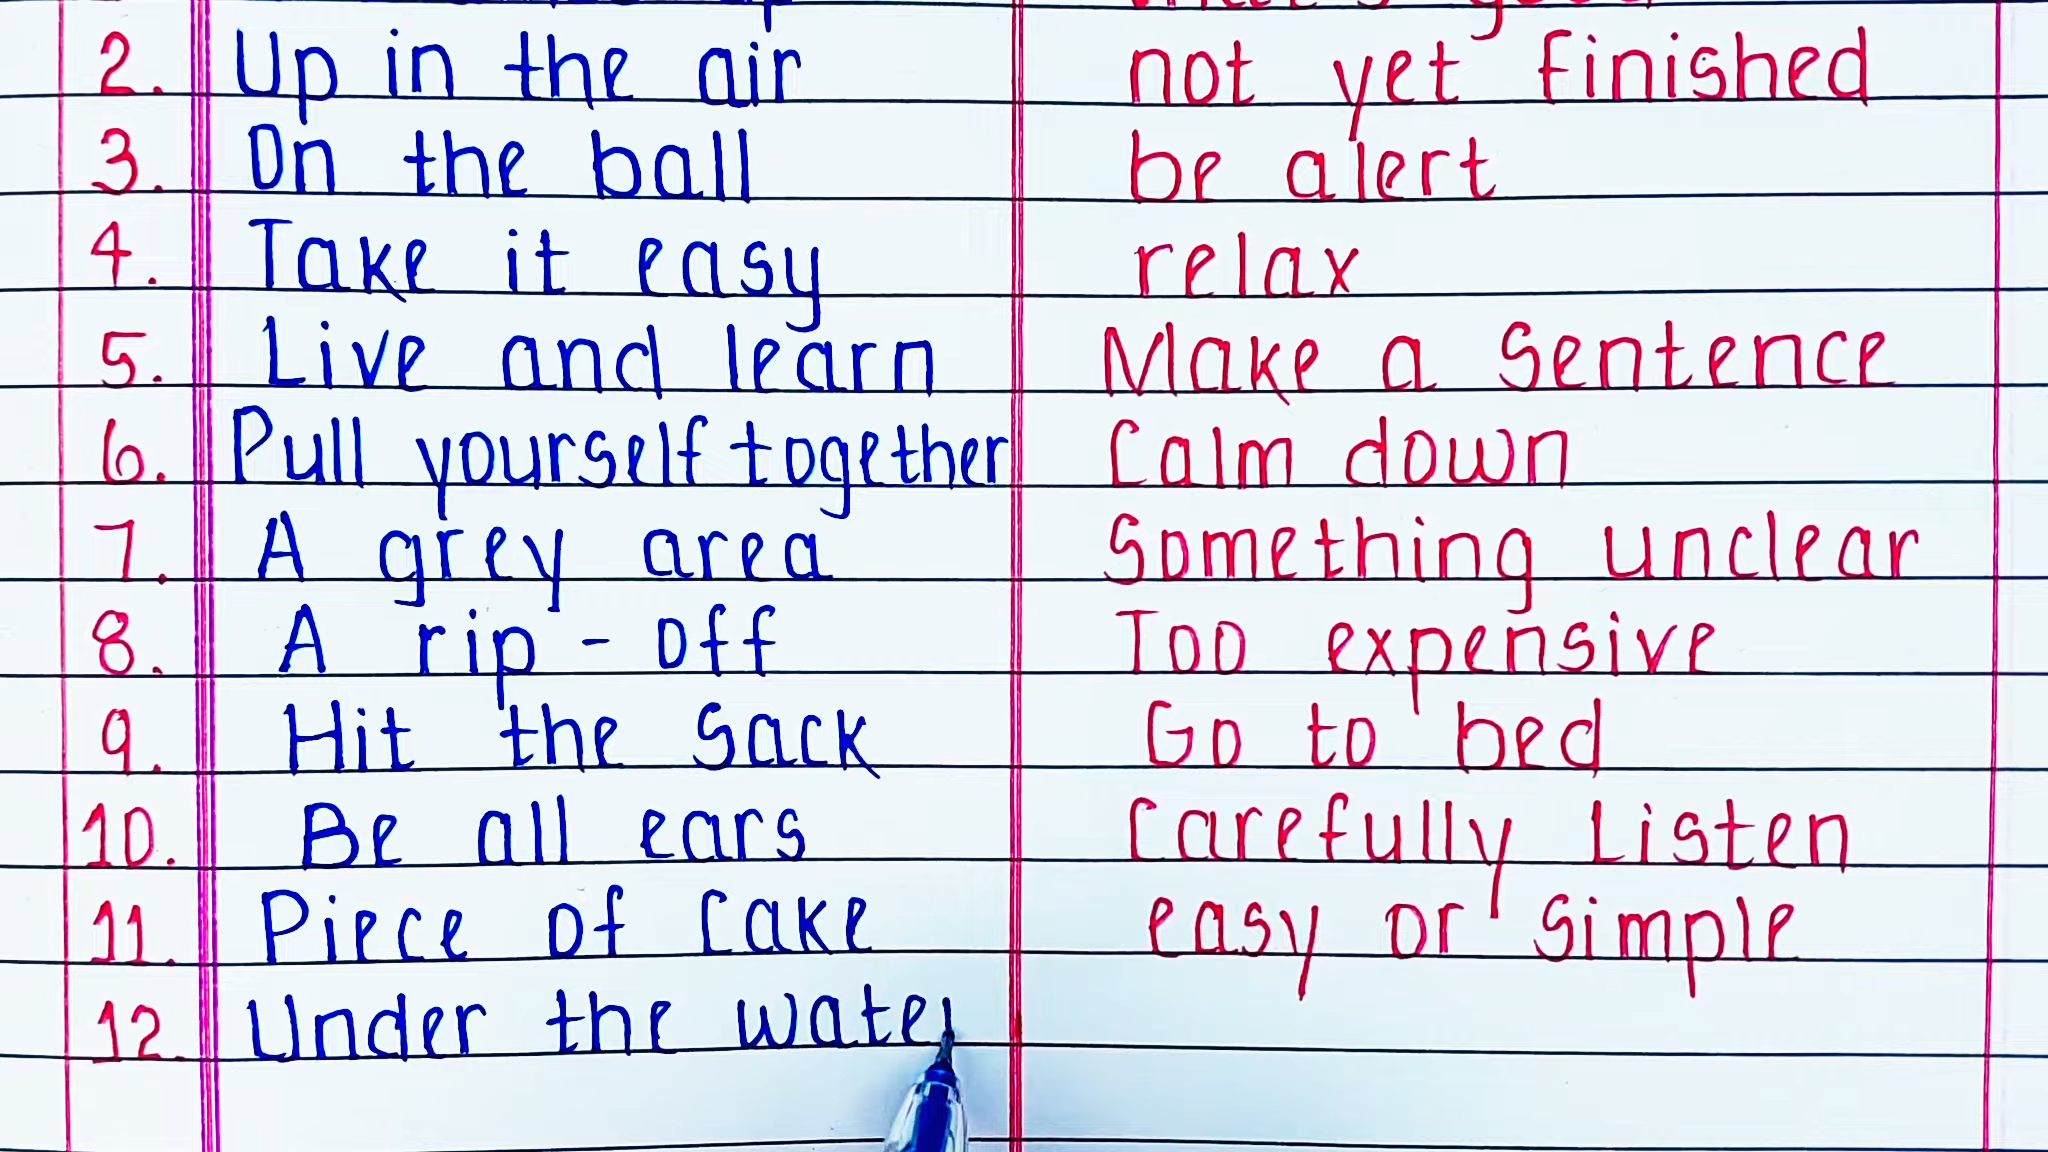 2. Up in the air not yet finished
3. On the ball be alert
4. Take it easy relax
5. Live and learn Make a sentence
6. Pull yourself together Calm down
7. A grey area Something unclear
8. A rip - off Too expensive
9. Hit the sack Go to bed
10. Be all ears Carefully Listen
11. Piece of cake easy or simple
12. Under the